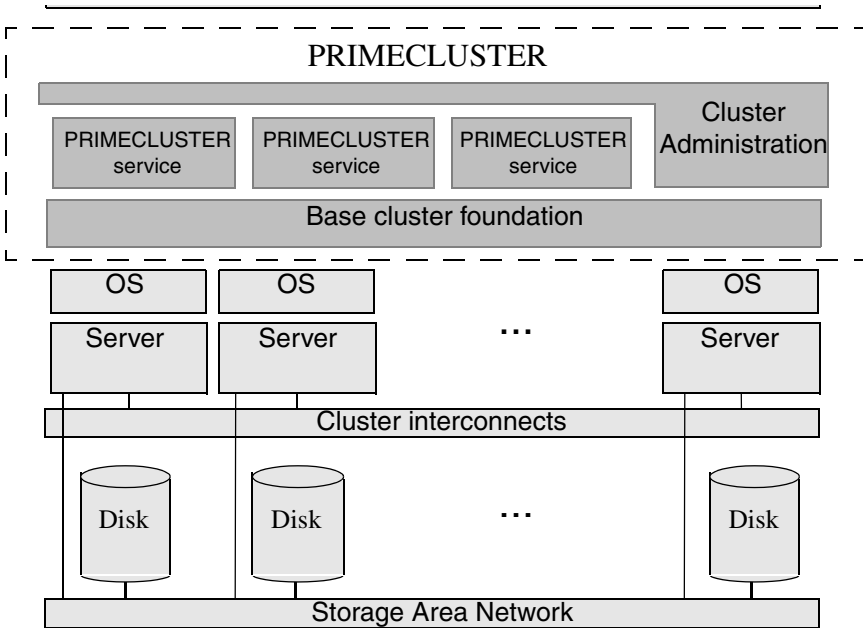 PRIMECLUSTER
Cluster
Administration
PRIMECLUSTER
service
PRIMECLUSTER
service
PRIMECLUSTER
service
Base cluster foundation
OS
OS
OS
Server
Server
...
Server
Cluster interconnects
Disk
Disk
...
Disk
Storage Area Network